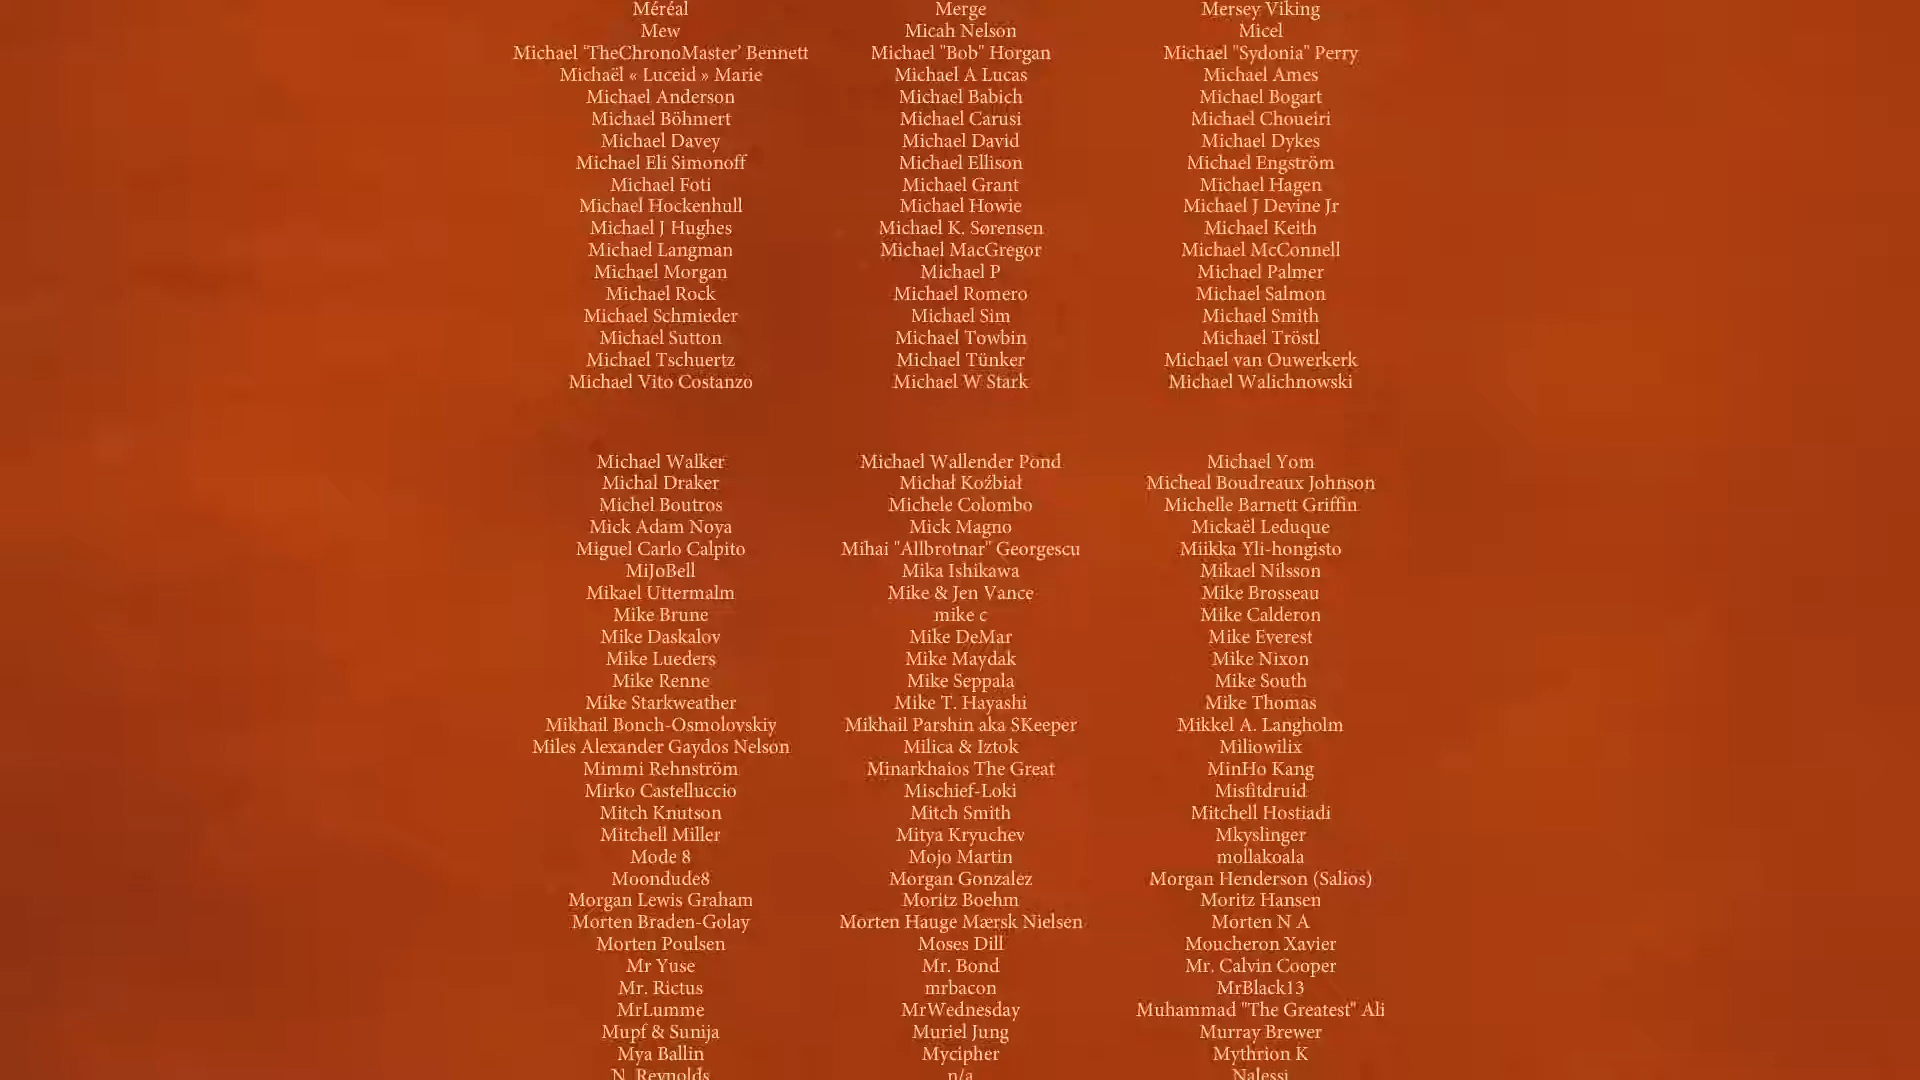 Méréal Merge Mersey Viking
Mew Micah Nelson Micel
Michael ‘TheChronoMaster’ Bennett Michael "Bob" Horgan Michael "Sydonia" Perry
Michaël « Luceid » Marie Michael A Lucas Michael Ames
Michael Anderson Michael Babich Michael Bogart
Michael Böhmert Michael Carusi Michael Choueiri
Michael Davey Michael David Michael Dykes
Michael Eli Simonoff Michael Ellison Michael Engström
Michael Foti Michael Grant Michael Hagen
Michael Hockenhull Michael Howie Michael J Devine Jr
Michael J Hughes Michael K. Sørensen Michael Keith
Michael Langman Michael MacGregor Michael McConnell
Michael Morgan Michael P Michael Palmer
Michael Rock Michael Romero Michael Salmon
Michael Schmieder Michael Sim Michael Smith
Michael Sutton Michael Towbin Michael Tröstl
Michael Tschuertz Michael Tünker Michael van Ouwerkerk
Michael Vito Costanzo Michael W Stark Michael Walichnowski
Michael Walker Michael Wallender Pond Michael Yom
Michal Draker Michał Koźbiał Micheal Boudreaux Johnson
Michel Boutros Michele Colombo Michelle Barnett Griffin
Mick Adam Noya Mick Magno Mickaël Leduque
Miguel Carlo Calpito Mihai "Allbrotnar" Georgescu Miikka Yli-hongisto
MiJoBell Mika Ishikawa Mikael Nilsson
Mikael Uttermalm Mike & Jen Vance Mike Brosseau
Mike Brune mike c Mike Calderon
Mike Daskalov Mike DeMar Mike Everest
Mike Lueders Mike Maydak Mike Nixon
Mike Renne Mike Seppala Mike South
Mike Starkweather Mike T. Hayashi Mike Thomas
Mikhail Bonch-Osmolovskiy Mikhail Parshin aka SKeeper Mikkel A. Langholm
Miles Alexander Gaydos Nelson Milica & Iztok Miliowilix
Mimmi Rehnström Minarkhaios The Great MinHo Kang
Mirko Castelluccio Mischief-Loki Misfitdruid
Mitch Knutson Mitch Smith Mitchell Hostiadi
Mitchell Miller Mitya Kryuchev Mkyslinger
Mode 8 Mojo Martin mollakoala
Moondude8 Morgan Gonzalez Morgan Henderson (Salios)
Morgan Lewis Graham Moritz Boehm Moritz Hansen
Morten Braden-Golay Morten Hauge Mærsk Nielsen Morten N A
Morten Poulsen Moses Dill Moucheron Xavier
Mr Yuse Mr. Bond Mr. Calvin Cooper
Mr. Rictus mrbacon MrBlack13
MrLumme MrWednesday Muhammad "The Greatest" Ali
Mupf & Sunija Muriel Jung Murray Brewer
Mya Ballin Mycipher Mythrion K
N. Reynolds n/a Nalessi